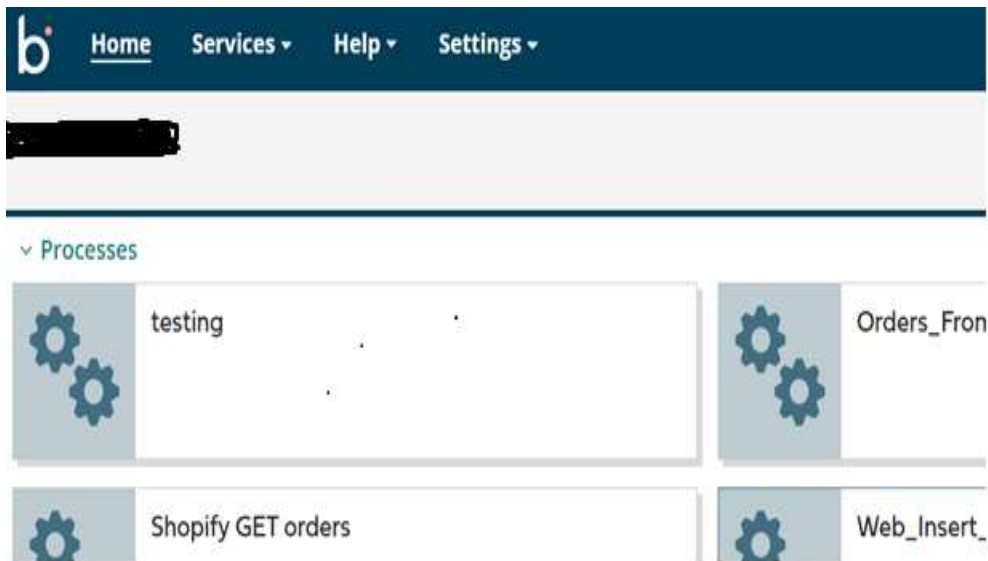 b Home Services Help Settings
Processes
testing
Orders_Fron
Shopify GET orders
Web_Insert_